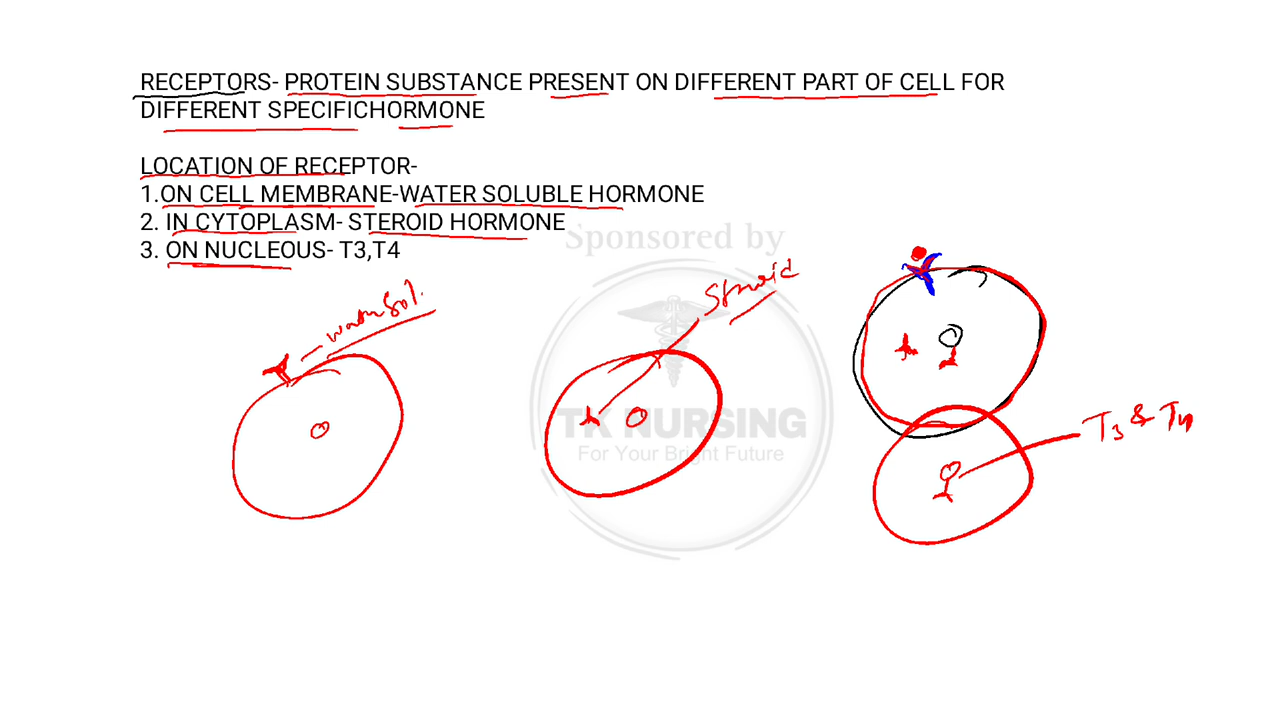 RECEPTORS- PROTEIN SUBSTANCE PRESENT ON DIFFERENT PART OF CELL FOR
DIFFERENT SPECIFICHORMONE
LOCATION OF RECEPTOR-
1.ON CELL MEMBRANE-WATER SOLUBLE HORMONE
2. IN CYTOPLASM- STEROID HORMONE
3. ON NUCLEOUS- T3,T4
Sponsored by
water Sol.
Steroid
TK NURSING
For Your Bright Future
T3 & T4